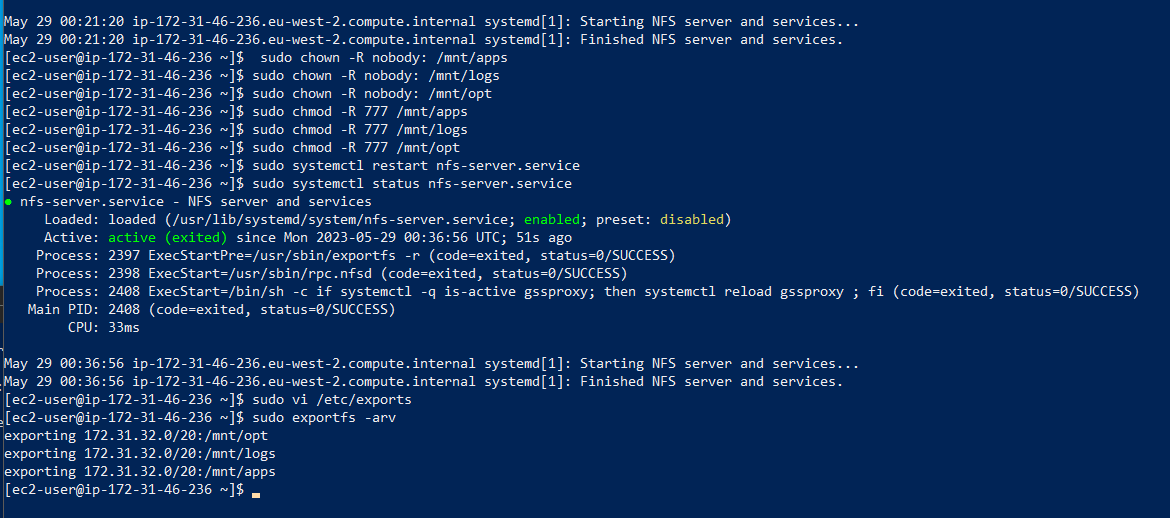 May 29 00:21:20 ip-172-31-46-236.eu-west-2.compute.internal systemd[1]: Starting NFS server and services...
May 29 00:21:20 ip-172-31-46-236.eu-west-2.compute.internal systemd[1]: Finished NFS server and services.
[ec2-user@ip-172-31-46-236 ~]$  sudo chown -R nobody: /mnt/apps
[ec2-user@ip-172-31-46-236 ~]$ sudo chown -R nobody: /mnt/logs
[ec2-user@ip-172-31-46-236 ~]$ sudo chown -R nobody: /mnt/opt
[ec2-user@ip-172-31-46-236 ~]$ sudo chmod -R 777 /mnt/apps
[ec2-user@ip-172-31-46-236 ~]$ sudo chmod -R 777 /mnt/logs
[ec2-user@ip-172-31-46-236 ~]$ sudo chmod -R 777 /mnt/opt
[ec2-user@ip-172-31-46-236 ~]$ sudo systemctl restart nfs-server.service
[ec2-user@ip-172-31-46-236 ~]$ sudo systemctl status nfs-server.service
● nfs-server.service - NFS server and services
     Loaded: loaded (/usr/lib/systemd/system/nfs-server.service; enabled; preset: disabled)
     Active: active (exited) since Mon 2023-05-29 00:36:56 UTC; 51s ago
    Process: 2397 ExecStartPre=/usr/sbin/exportfs -r (code=exited, status=0/SUCCESS)
    Process: 2398 ExecStart=/usr/sbin/rpc.nfsd (code=exited, status=0/SUCCESS)
    Process: 2408 ExecStart=/bin/sh -c if systemctl -q is-active gssproxy; then systemctl reload gssproxy ; fi (code=exited, status=0/SUCCESS)
   Main PID: 2408 (code=exited, status=0/SUCCESS)
        CPU: 33ms
May 29 00:36:56 ip-172-31-46-236.eu-west-2.compute.internal systemd[1]: Starting NFS server and services...
May 29 00:36:56 ip-172-31-46-236.eu-west-2.compute.internal systemd[1]: Finished NFS server and services.
[ec2-user@ip-172-31-46-236 ~]$ sudo vi /etc/exports
[ec2-user@ip-172-31-46-236 ~]$ sudo exportfs -arv
exporting 172.31.32.0/20:/mnt/opt
exporting 172.31.32.0/20:/mnt/logs
exporting 172.31.32.0/20:/mnt/apps
[ec2-user@ip-172-31-46-236 ~]$